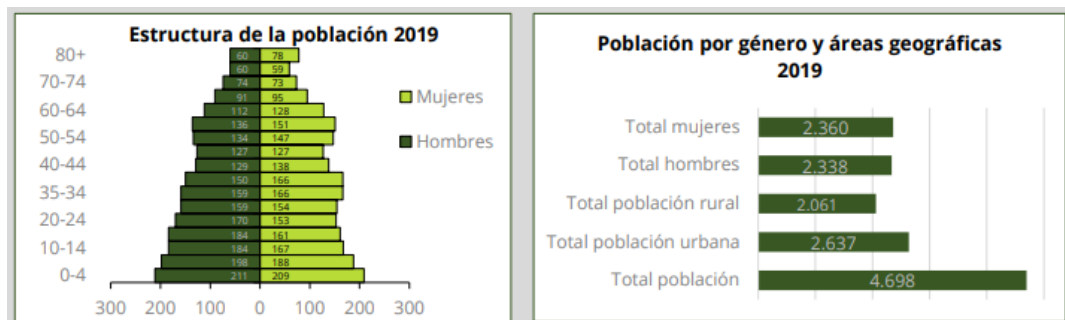 Estructura de la población 2019
80+ 60 78
60 59
70-74 74 73
91 95
60-64 112 128
136 151
50-54 134 147
127 127
40-44 129 138
150 166
35-34 159 166
159 154
20-24 170 153
184 161
10-14 184 167
198 188
0-4 211 209
300 200 100 0 100 200 300
Mujeres
Hombres
Población por género y áreas geográficas
2019
Total mujeres 2.360
Total hombres 2.338
Total población rural 2.061
Total población urbana 2.637
Total población 4.698